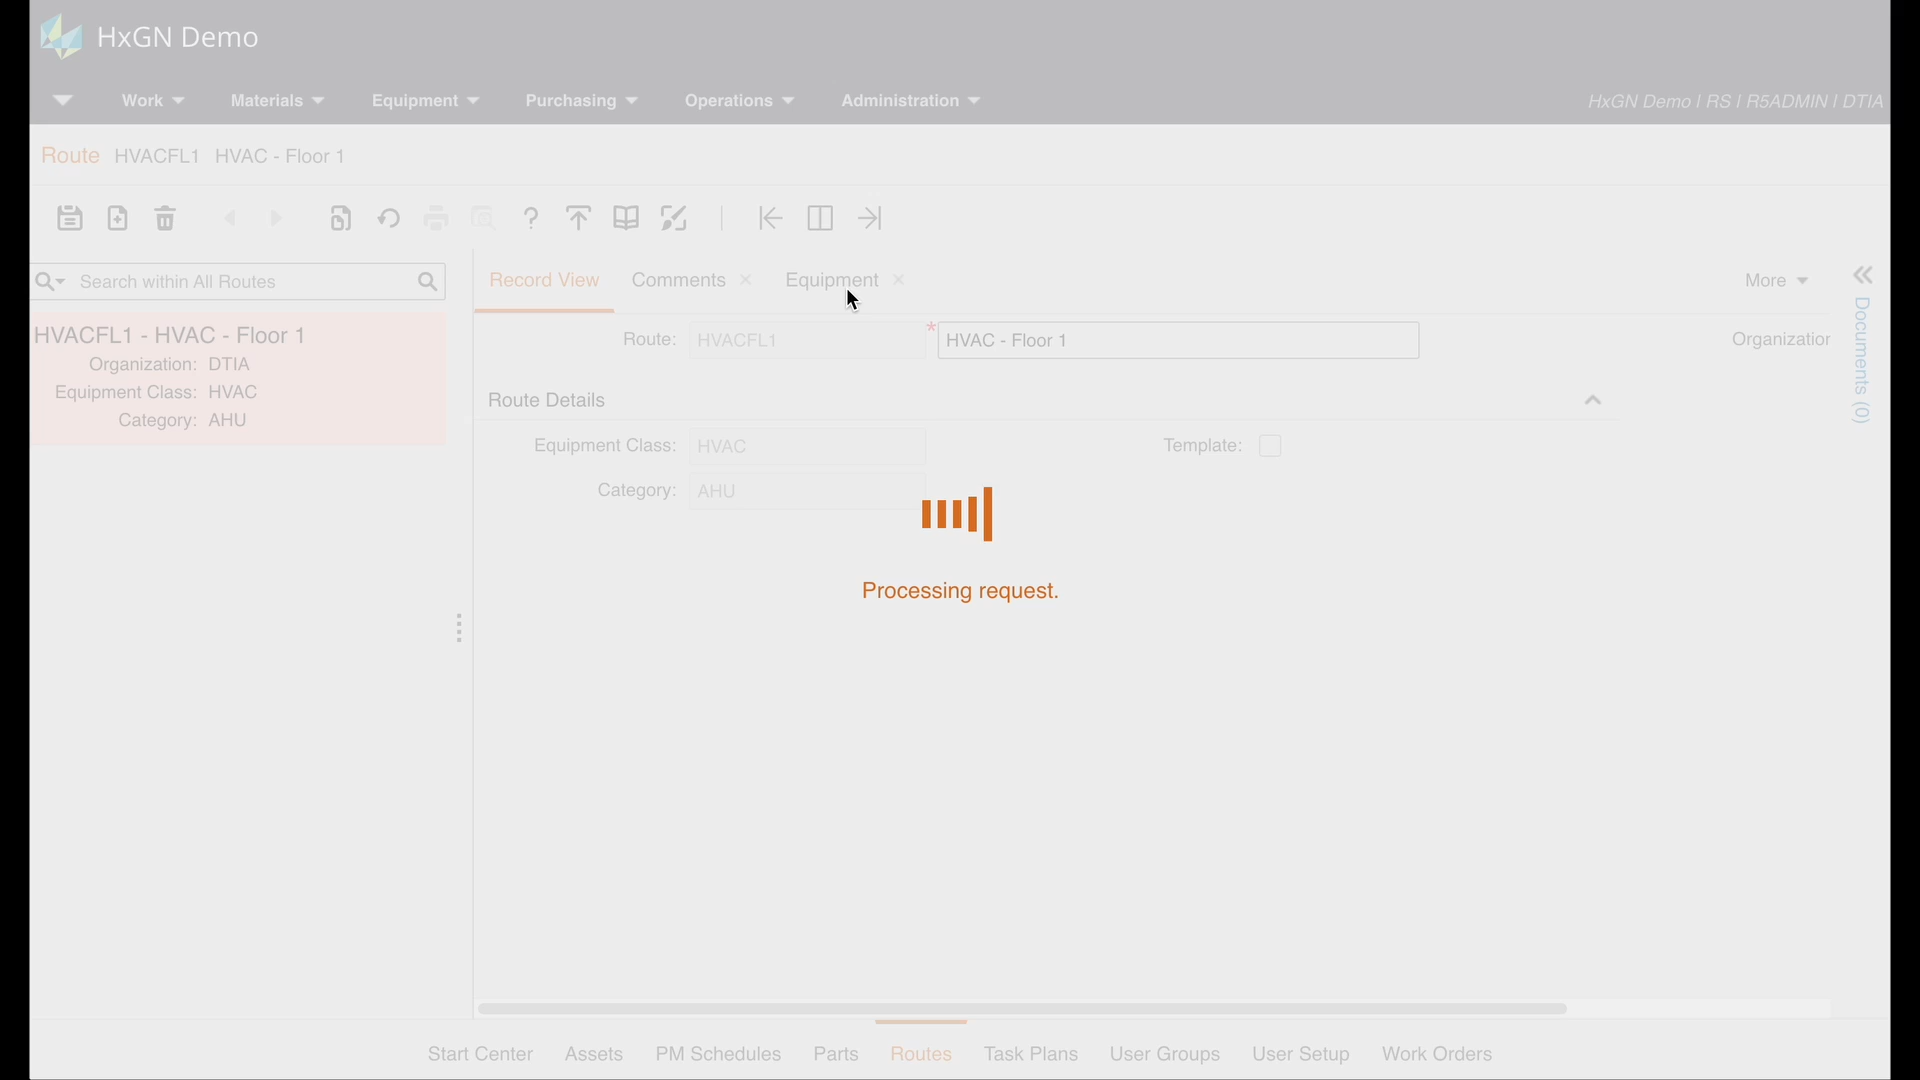 HxGN Demo
Work Materials Equipment Purchasing Operations Administration HxGN Demo | RS | R5ADMIN | DTIA
Route HVACFL1 HVAC - Floor 1
Search within All Routes
HVACFL1 - HVAC - Floor 1
Organization: DTIA
Equipment Class: HVAC
Category: AHU
Record View Comments Equipment More
Route: HVACFL1 * HVAC - Floor 1 Organization
Route Details
Equipment Class: HVAC Template:
Category: AHU
Processing request.
Documents (0)
Start Center Assets PM Schedules Parts Routes Task Plans User Groups User Setup Work Orders